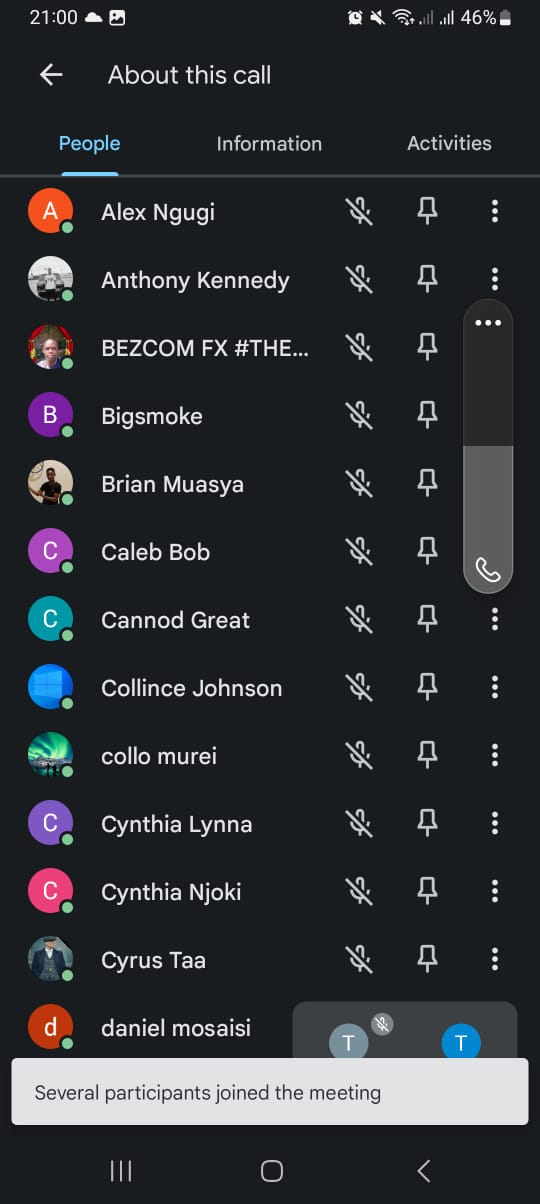 21:00 46%
About this call
People Information Activities
A Alex Ngugi
Anthony Kennedy
BEZCOM FX #THE...
B Bigsmoke
Brian Muasya
C Caleb Bob
C Cannod Great
Collince Johnson
collo murei
C Cynthia Lynna
C Cynthia Njoki
Cyrus Taa
d daniel mosaisi
T T
Several participants joined the meeting